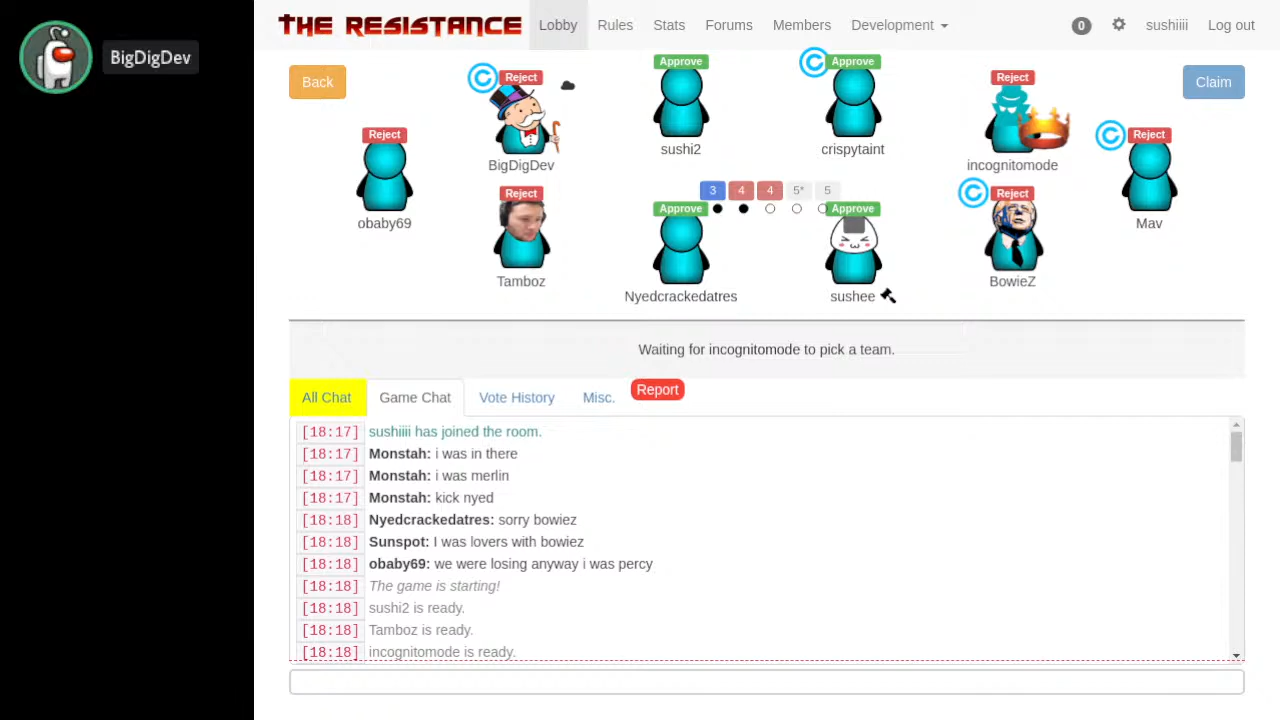 BigDigDev
THE RESISTANCE
Lobby
Rules
Stats
Forums
Members
Development
0
sushiiii
Log out
Back
Claim
Reject
BigDigDev
Approve
sushi2
Approve
crispytaint
Reject
incognitomode
Reject
obaby69
Reject
Mav
3 4 4 5* 5
Reject
Tamboz
Approve
Nyedcrackedatres
Approve
sushee
Reject
BowieZ
Waiting for incognitomode to pick a team.
All Chat
Game Chat
Vote History
Misc.
Report
[18:17] sushiiii has joined the room.
[18:17] Monstah: i was in there
[18:17] Monstah: i was merlin
[18:17] Monstah: kick nyed
[18:18] Nyedcrackedatres: sorry bowiez
[18:18] Sunspot: I was lovers with bowiez
[18:18] obaby69: we were losing anyway i was percy
[18:18] The game is starting!
[18:18] sushi2 is ready.
[18:18] Tamboz is ready.
[18:18] incognitomode is ready.